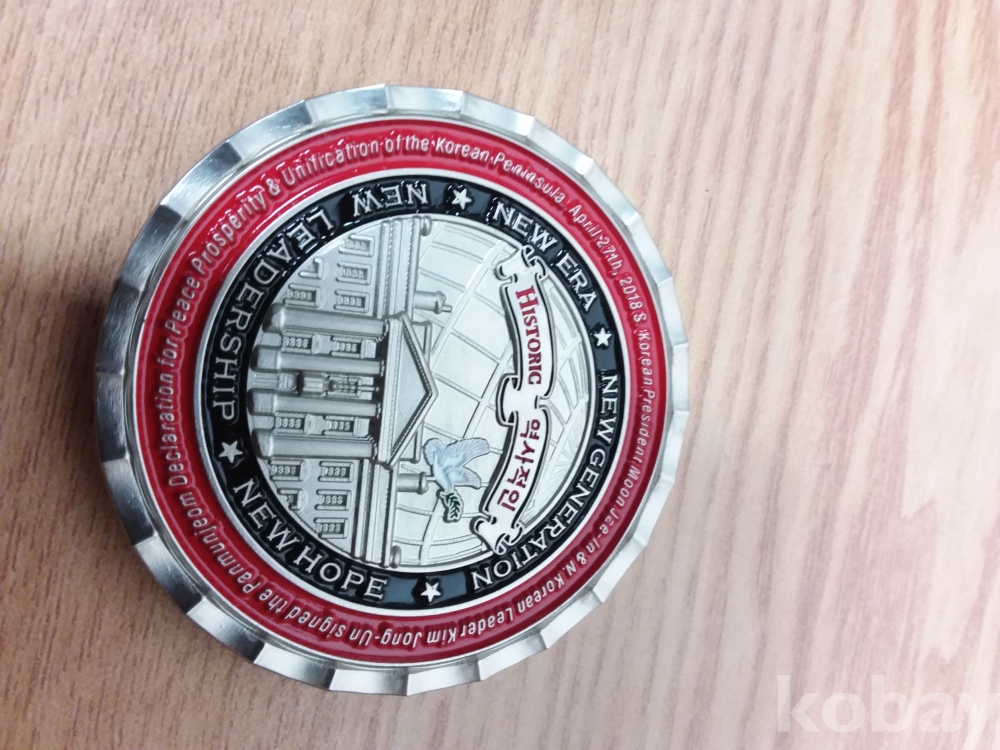 April 27th, 2018 S. Korean President Moon Jae-In & N Korean Leader Kim Jong-Un signed the Panmunjeom Declaration for Peace Prosperity & Unification of the Korean Peninsula
NEW ERA ★ NEW GENERATION ★ NEW HOPE ★ NEW LEADERSHIP ★
HISTORIC 역사적인
kobay